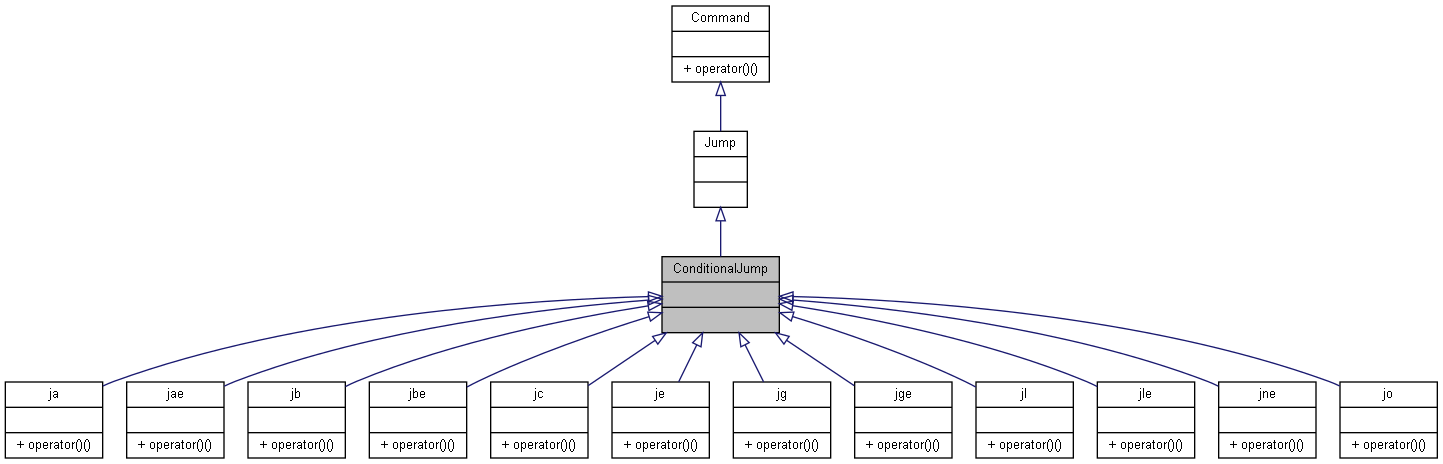 Command
+ operator()()
Jump
ConditionalJump
ja
jae
jb
jbe
jc
je
jg
jge
jl
jle
jne
jo
+ operator()()
+ operator()()
+ operator()()
+ operator()()
+ operator()()
+ operator()()
+ operator()()
+ operator()()
+ operator()()
+ operator()()
+ operator()()
+ operator()()